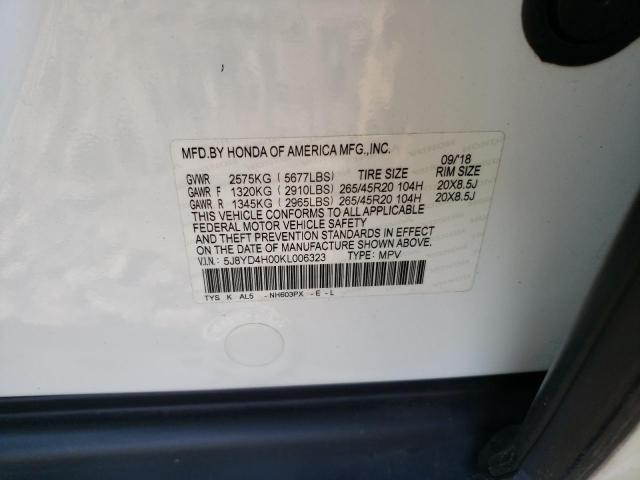 MFD.BY HONDA OF AMERICA MFG.,INC. 09/'18
GVWR 2575KG ( 5677LBS) TIRE SIZE RIM SIZE
GAWR F 1320KG ( 2910LBS) 265/45R20 104H 20X8.5J
GAWR R 1345KG ( 2965LBS) 265/45R20 104H 20X8.5J
THIS VEHICLE CONFORMS TO ALL APPLICABLE
FEDERAL MOTOR VEHICLE SAFETY
AND THEFT PREVENTION STANDARDS IN EFFECT
ON THE DATE OF MANUFACTURE SHOWN ABOVE.
V.I.N.: 5J8YD4H00KL006323 TYPE: MPV
TYS K AL5 - NH603PX - E - L